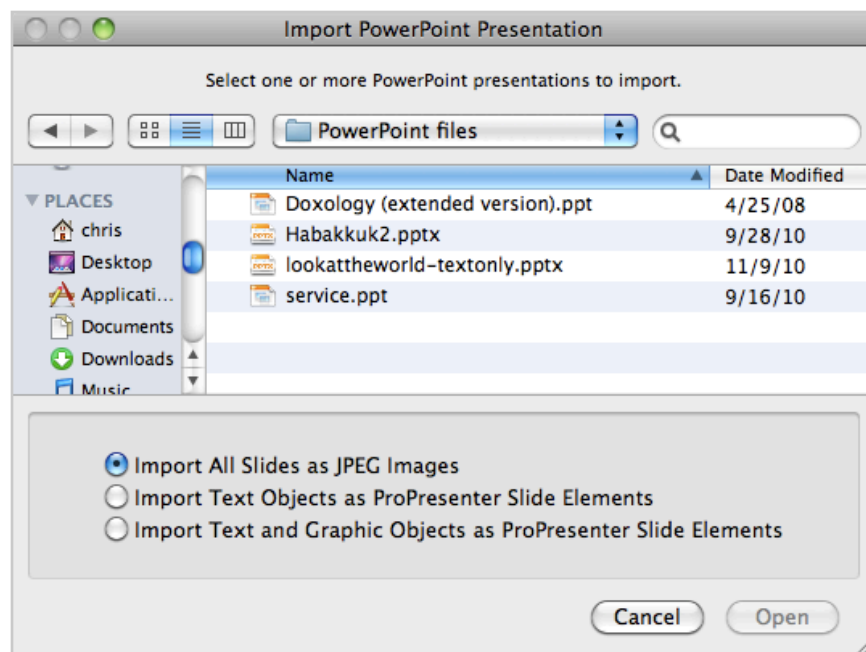 Import PowerPoint Presentation
Select one or more PowerPoint presentations to import.
PowerPoint files
Name Date Modified
PLACES
chris
Desktop
Applicati...
Documents
Downloads
Music
Doxology (extended version).ppt 4/25/08
Habakkuk2.pptx 9/28/10
lookattheworld-textonly.pptx 11/9/10
service.ppt 9/16/10
Import All Slides as JPEG Images
Import Text Objects as ProPresenter Slide Elements
Import Text and Graphic Objects as ProPresenter Slide Elements
Cancel Open